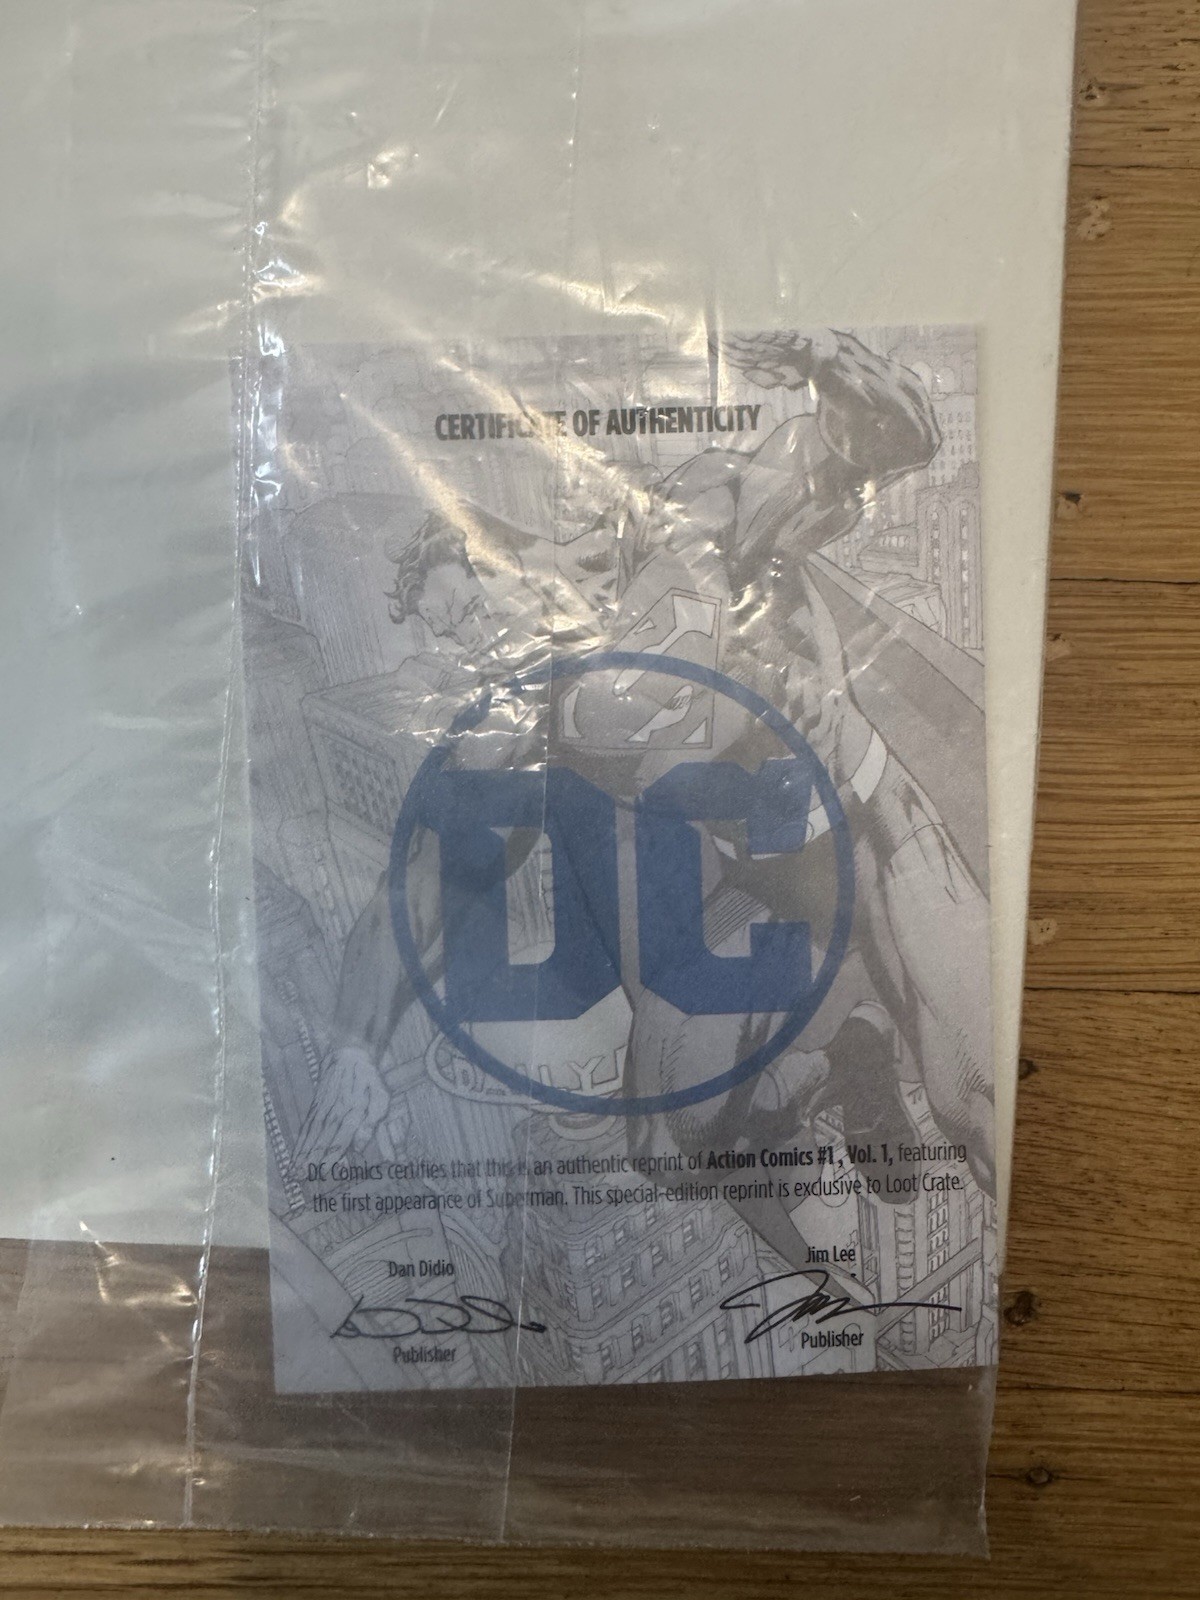 CERTIFICATE OF AUTHENTICITY
DC
DAILY
DC Comics certifies that this is an authentic reprint of Action Comics #1, Vol. 1, featuring
the first appearance of Superman. This special-edition reprint is exclusive to Loot Crate.
Dan Didio
Publisher
Jim Lee
Publisher